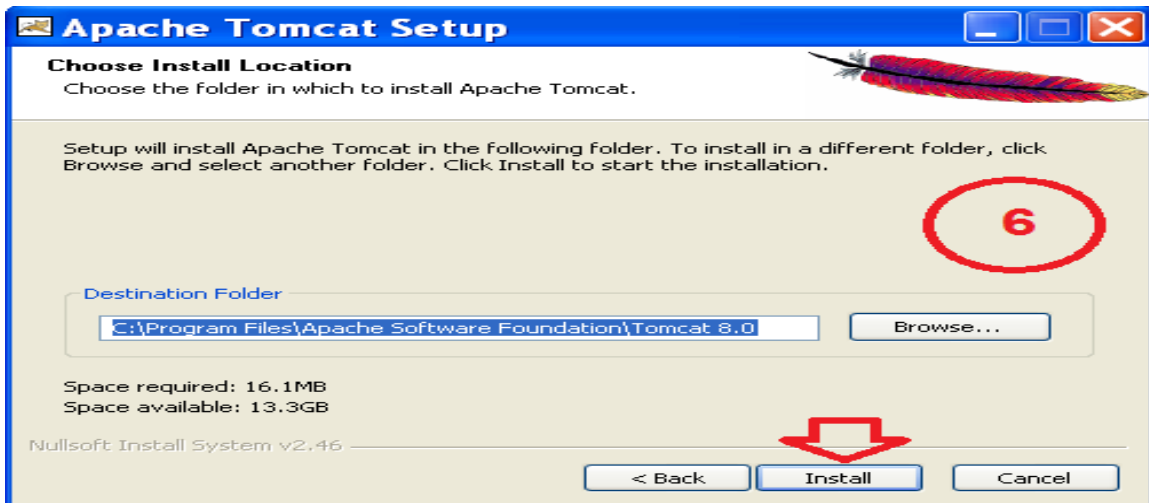 Apache Tomcat Setup
Choose Install Location
Choose the folder in which to install Apache Tomcat.
Setup will install Apache Tomcat in the following folder. To install in a different folder, click
Browse and select another folder. Click Install to start the installation.
6
Destination Folder
C:\Program Files\Apache Software Foundation\Tomcat 8.0
Browse...
Space required: 16.1MB
Space available: 13.3GB
Nullsoft Install System v2.46
< Back
Install
Cancel